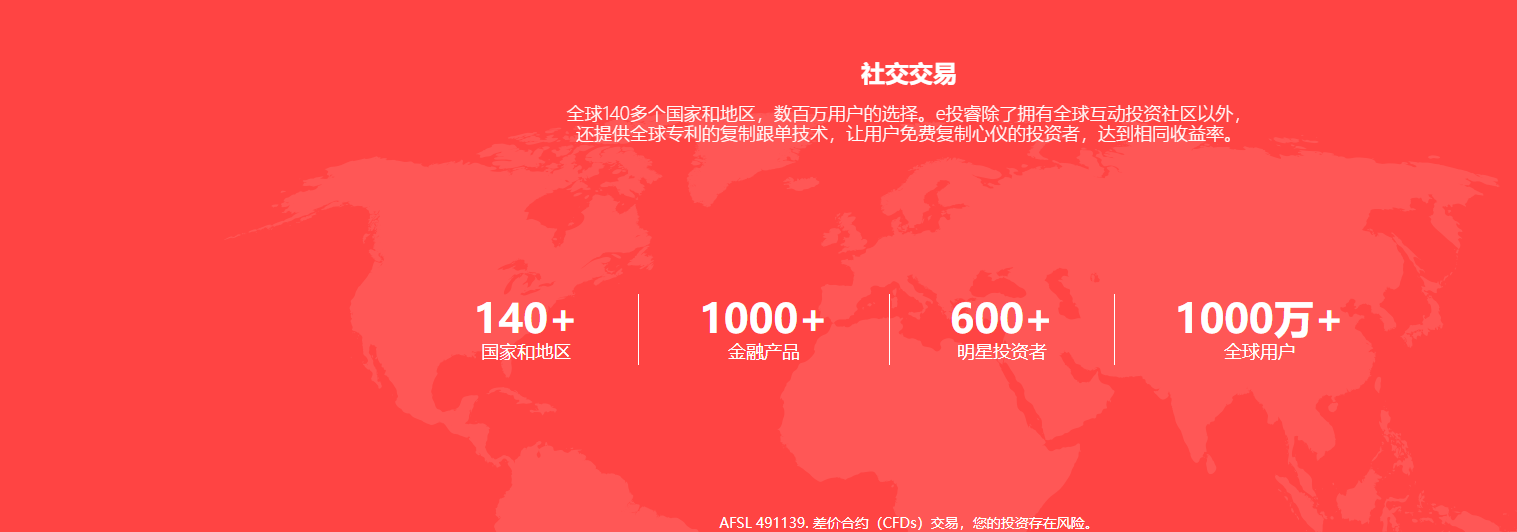 社交交易
全球140多个国家和地区，数百万用户的选择。e投睿除了拥有全球互动投资社区以外，
还提供全球专利的复制跟单技术，让用户免费复制心仪的投资者，达到相同收益率。
140+
国家和地区
1000+
金融产品
600+
明星投资者
1000万+
全球用户
AFSL 491139. 差价合约（CFDs）交易，您的投资存在风险。